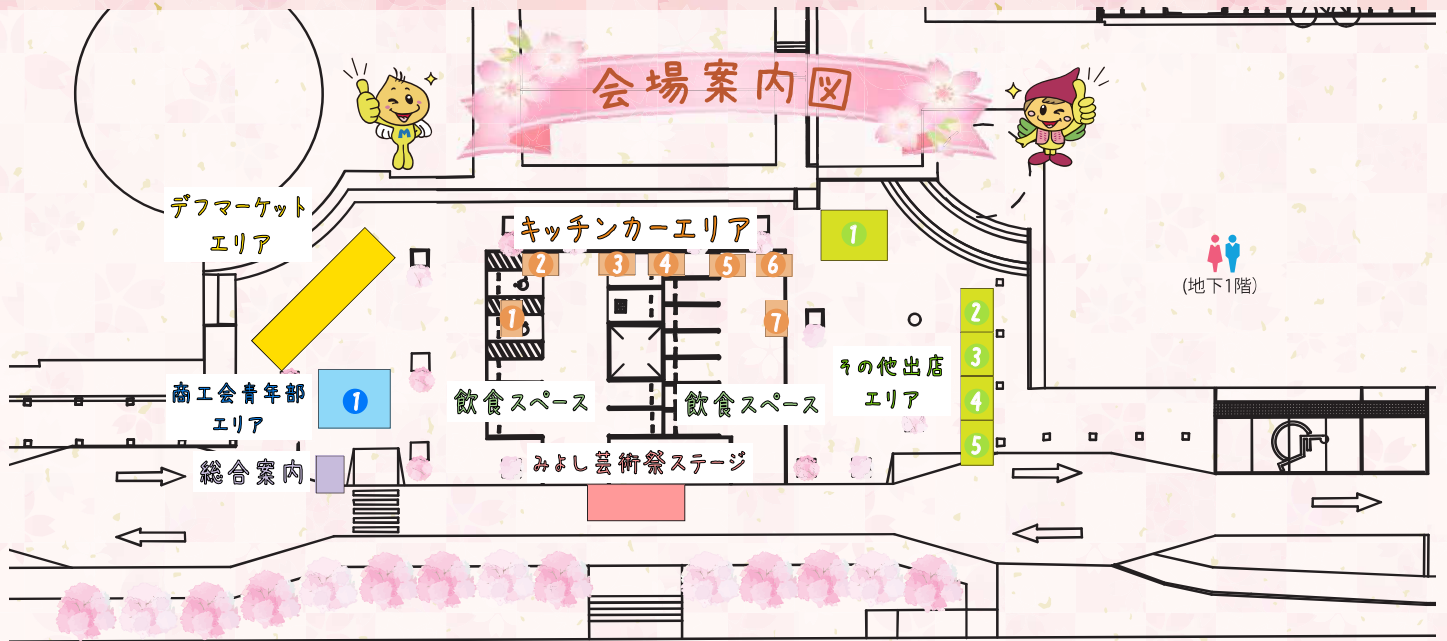 会場案内図
M
デフマーケット
エリア
キッチンカーエリア
1
2
3
4
5
6
1
7
2
3
4
5
(地下1階)
その他出店
エリア
商工会青年部
エリア
1
飲食スペース
飲食スペース
総合案内
みよし芸術祭ステージ